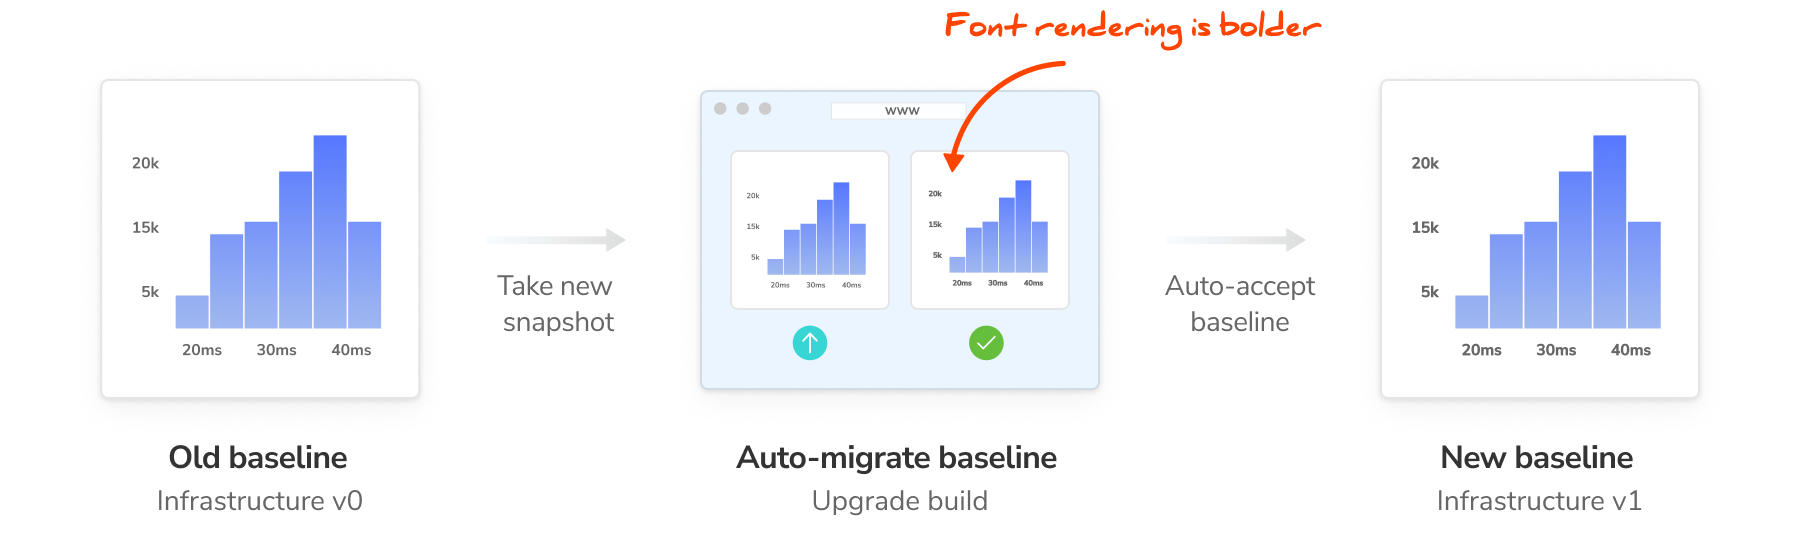 Font rendering is bolder
20k
15k
5k
20ms 30ms 40ms
Old baseline
Infrastructure v0
Take new
snapshot
www
20k
15k
5k
20ms 30ms 40ms
20k
15k
5k
20ms 30ms 40ms
Auto-migrate baseline
Upgrade build
Auto-accept
baseline
20k
15k
5k
20ms 30ms 40ms
New baseline
Infrastructure v1